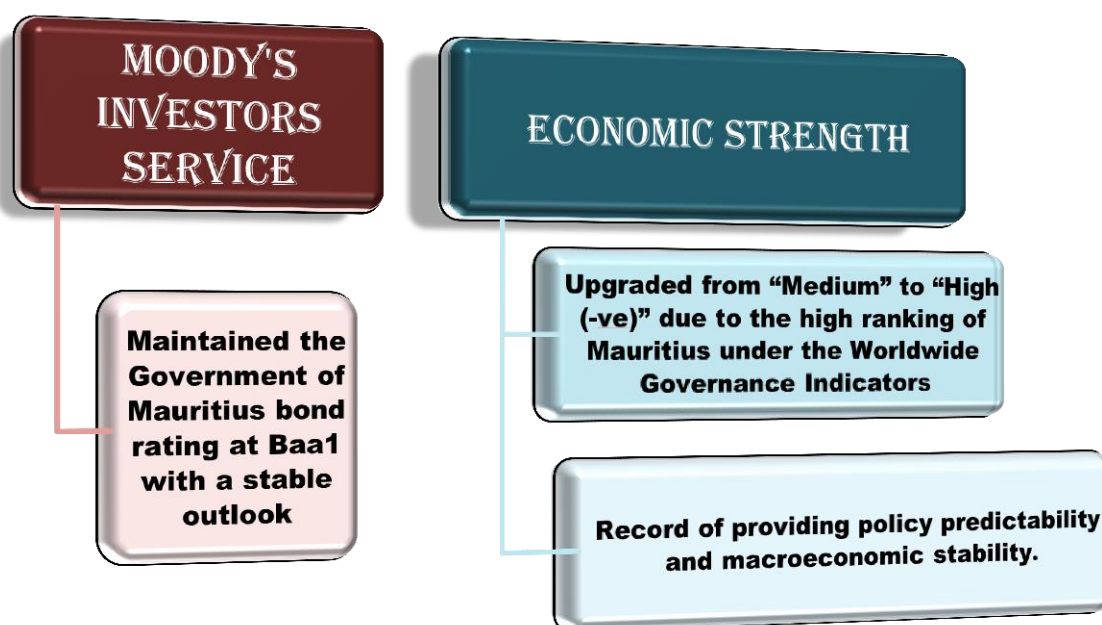 MOODY'S
INVESTORS
SERVICE
Maintained the
Government of
Mauritius bond
rating at Baa1
with a stable
outlook
ECONOMIC STRENGTH
Upgraded from “Medium” to “High
(-ve)” due to the high ranking of
Mauritius under the Worldwide
Governance Indicators
Record of providing policy predictability
and macroeconomic stability.